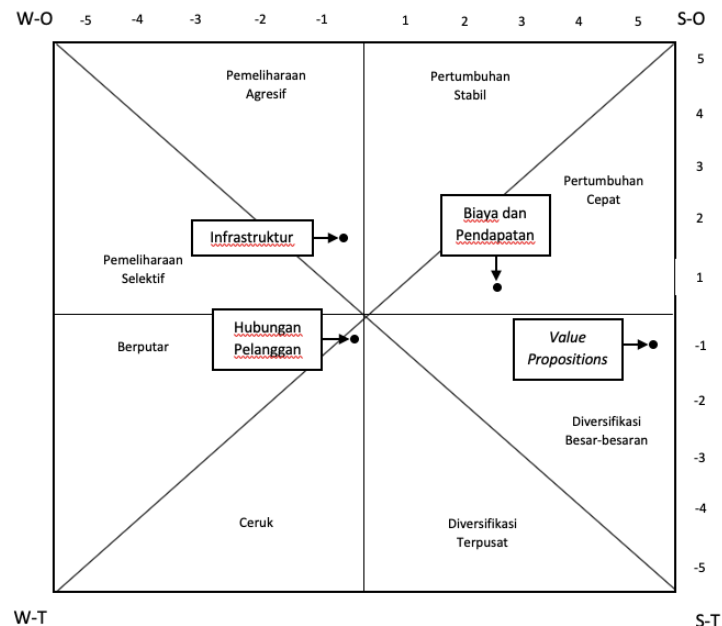 W-O -5 -4 -3 -2 -1 1 2 3 4 5 S-O
Pemeliharaan
Agresif
Pertumbuhan
Stabil
5
4
3
2
1
-1
-2
-3
-4
-5
Pertumbuhan
Cepat
Biaya dan
Pendapatan
Infrastruktur
Pemeliharaan
Selektif
Hubungan
Pelanggan
Berputar
Value
Propositions
Diversifikasi
Besar-besaran
Ceruk
Diversifikasi
Terpusat
W-T S-T